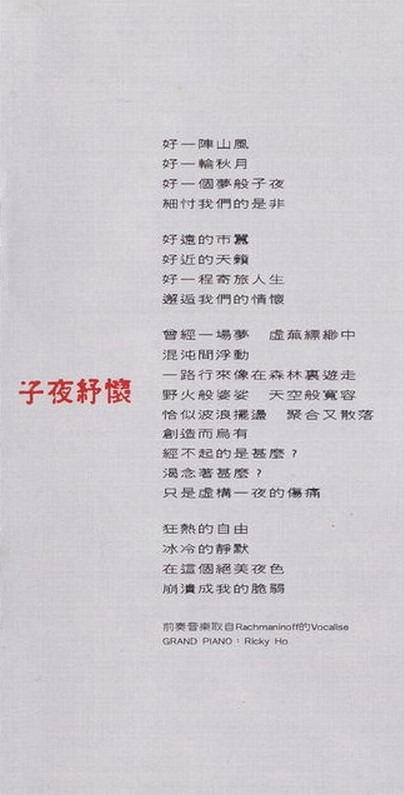 子夜紓懷
好一陣山風
好一輪秋月
好一個夢般子夜
細忖我們的是非
好遠的市囂
好近的天籟
好一程寄旅人生
邂逅我們的情懷
曾經一場夢　虛蕪縹緲中
混沌間浮動
一路行來像在森林裏遊走
野火般婆娑　天空般寬容
恰似波浪擺盪　聚合又散落
創造而烏有
經不起的是甚麼？
渴念著甚麼？
只是虛構一夜的傷痛
狂熱的自由
冰冷的靜默
在這個絕美夜色
崩潰成我的脆弱
前奏音樂取自Rachmaninoff的Vocalise
GRAND PIANO：Ricky Ho